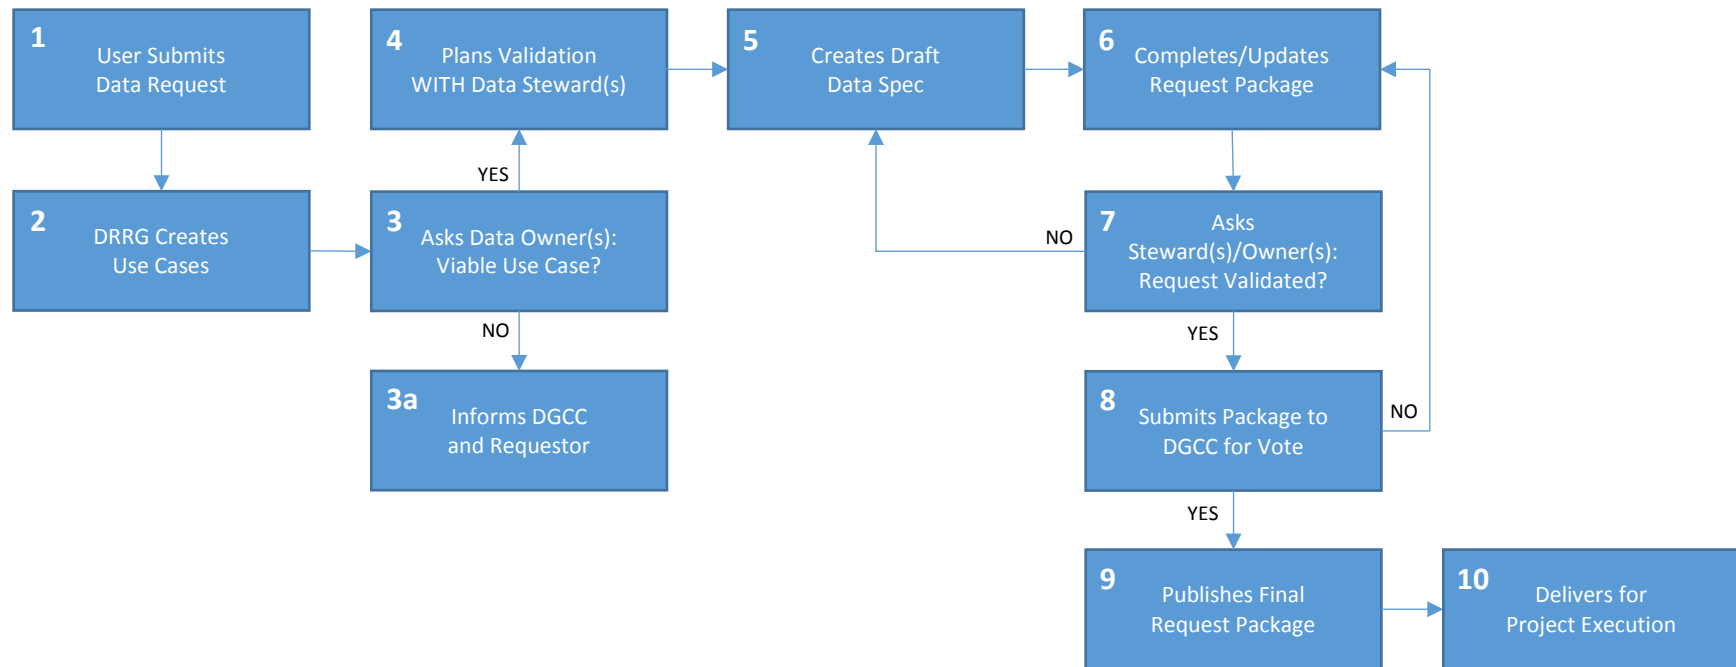 1
User Submits
Data Request
2
DRRG Creates
Use Cases
3
Asks Data Owner(s):
Viable Use Case?
YES
NO
3a
Informs DGCC
and Requestor
4
Plans Validation
WITH Data Steward(s)
5
Creates Draft
Data Spec
6
Completes/Updates
Request Package
7
Asks
Steward(s)/Owner(s):
Request Validated?
NO
YES
8
Submits Package to
DGCC for Vote
NO
YES
9
Publishes Final
Request Package
10
Delivers for
Project Execution